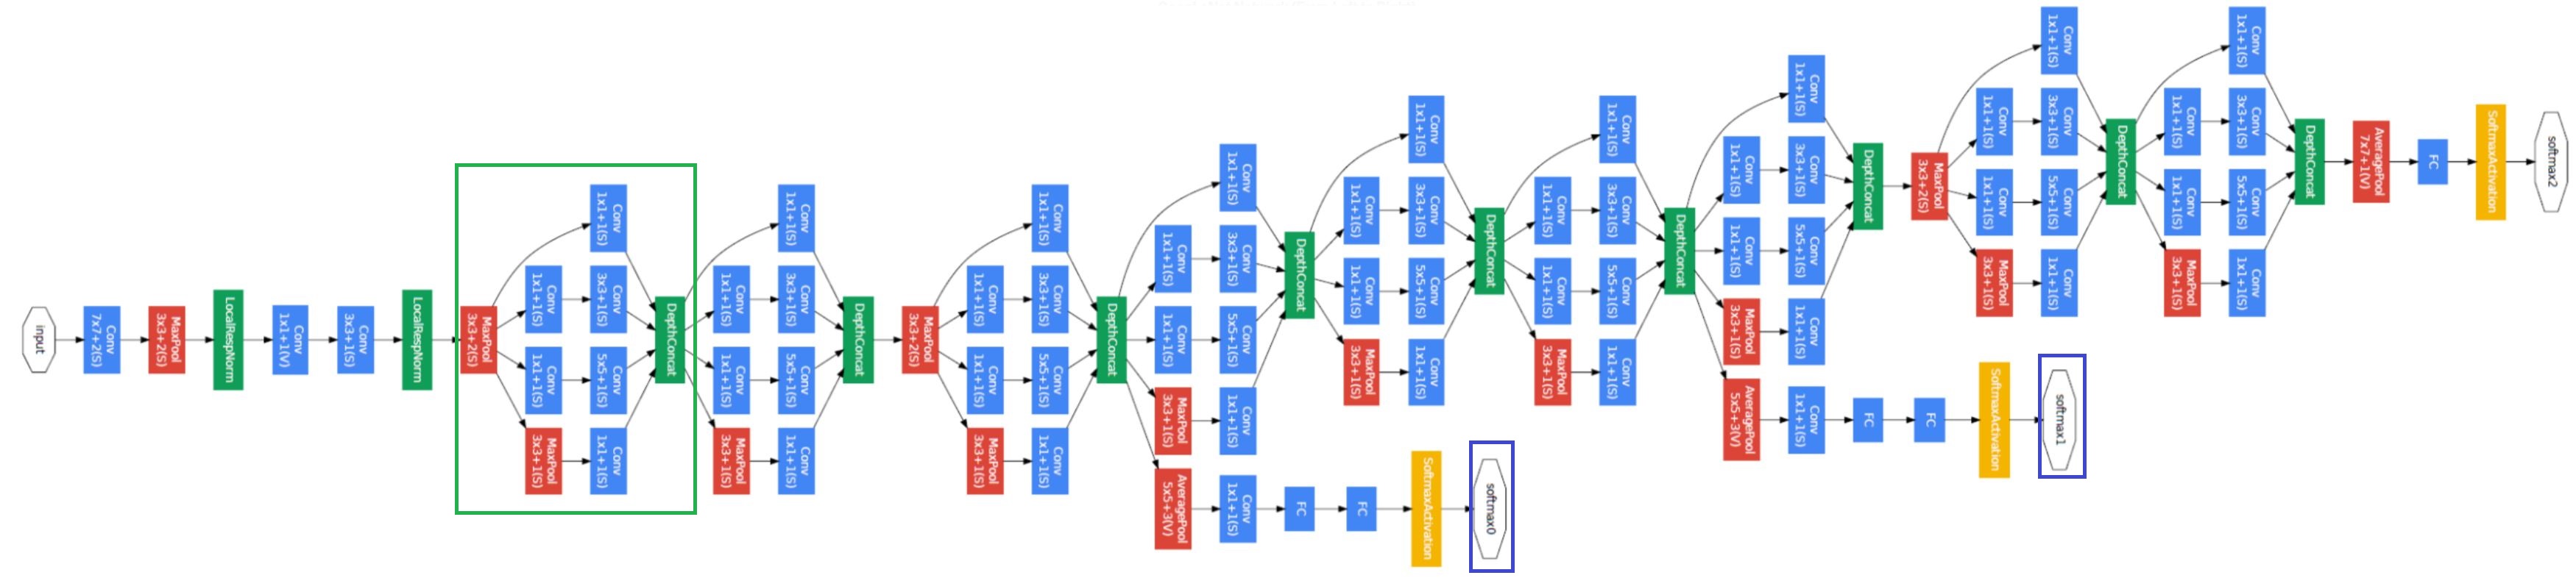 input
Conv
7x7+2(S)
MaxPool
3x3+2(S)
LocalRespNorm
Conv
1x1+1(V)
Conv
3x3+1(S)
LocalRespNorm
MaxPool
3x3+2(S)
Conv
1x1+1(S)
Conv
1x1+1(S)
MaxPool
3x3+1(S)
Conv
1x1+1(S)
Conv
3x3+1(S)
Conv
5x5+1(S)
Conv
1x1+1(S)
DepthConcat
Conv
1x1+1(S)
Conv
1x1+1(S)
MaxPool
3x3+1(S)
Conv
1x1+1(S)
Conv
3x3+1(S)
Conv
5x5+1(S)
Conv
1x1+1(S)
DepthConcat
MaxPool
3x3+2(S)
Conv
1x1+1(S)
Conv
1x1+1(S)
MaxPool
3x3+1(S)
Conv
1x1+1(S)
Conv
3x3+1(S)
Conv
5x5+1(S)
Conv
1x1+1(S)
DepthConcat
Conv
1x1+1(S)
Conv
1x1+1(S)
MaxPool
3x3+1(S)
AveragePool
5x5+3(V)
Conv
1x1+1(S)
Conv
3x3+1(S)
Conv
5x5+1(S)
Conv
1x1+1(S)
Conv
1x1+1(S)
DepthConcat
FC
FC
SoftmaxActivation
softmax0
Conv
1x1+1(S)
Conv
1x1+1(S)
MaxPool
3x3+1(S)
Conv
1x1+1(S)
Conv
3x3+1(S)
Conv
5x5+1(S)
Conv
1x1+1(S)
DepthConcat
Conv
1x1+1(S)
Conv
1x1+1(S)
MaxPool
3x3+1(S)
Conv
1x1+1(S)
Conv
3x3+1(S)
Conv
5x5+1(S)
Conv
1x1+1(S)
DepthConcat
Conv
1x1+1(S)
Conv
1x1+1(S)
MaxPool
3x3+1(S)
AveragePool
5x5+3(V)
Conv
1x1+1(S)
Conv
3x3+1(S)
Conv
5x5+1(S)
Conv
1x1+1(S)
Conv
1x1+1(S)
DepthConcat
FC
FC
SoftmaxActivation
softmax1
MaxPool
3x3+2(S)
Conv
1x1+1(S)
Conv
1x1+1(S)
MaxPool
3x3+1(S)
Conv
1x1+1(S)
Conv
3x3+1(S)
Conv
5x5+1(S)
Conv
1x1+1(S)
DepthConcat
Conv
1x1+1(S)
Conv
1x1+1(S)
MaxPool
3x3+1(S)
Conv
1x1+1(S)
Conv
3x3+1(S)
Conv
5x5+1(S)
Conv
1x1+1(S)
DepthConcat
AveragePool
7x7+1(V)
FC
SoftmaxActivation
softmax2